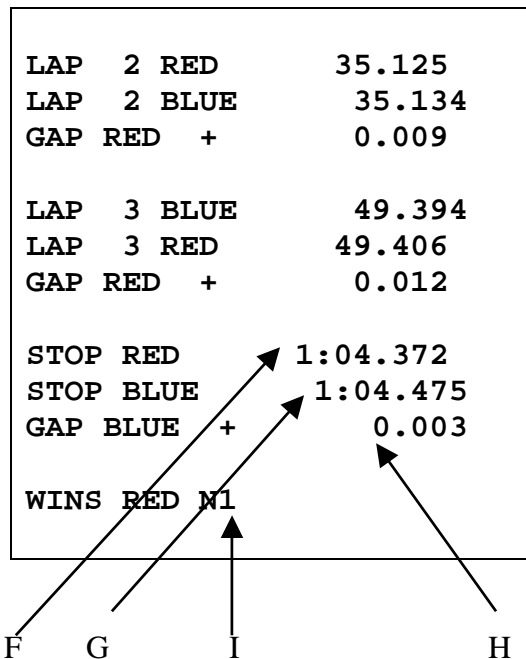 LAP 2 RED 35.125
LAP 2 BLUE 35.134
GAP RED + 0.009
LAP 3 BLUE 49.394
LAP 3 RED 49.406
GAP RED + 0.012
STOP RED 1:04.372
STOP BLUE 1:04.475
GAP BLUE + 0.003
WINS RED N1
F G I H